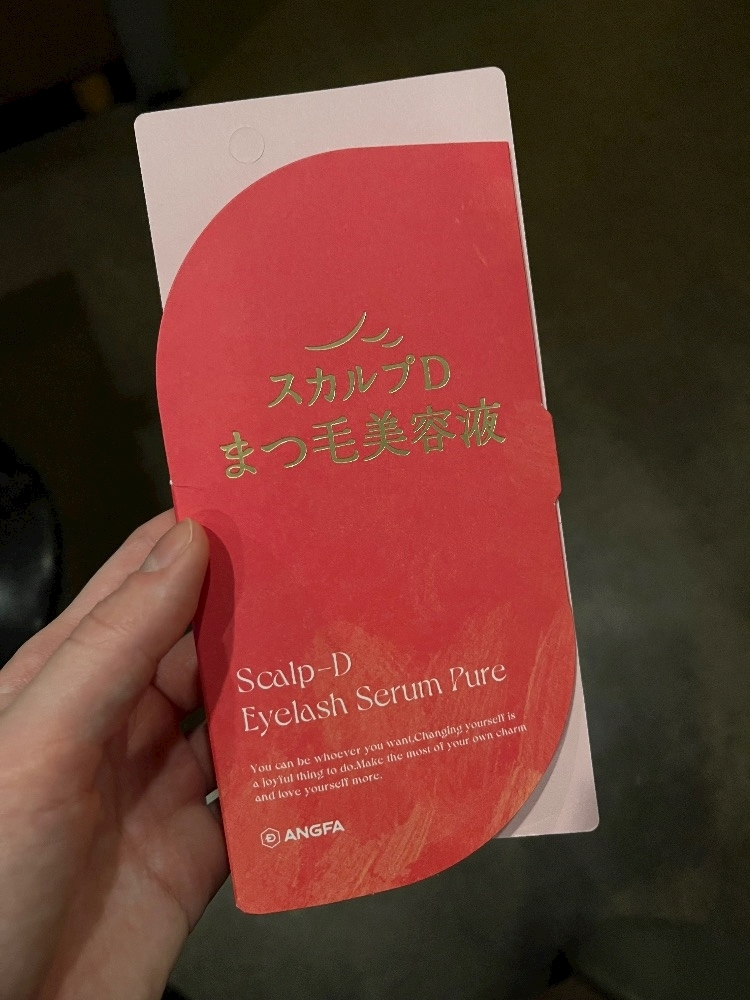 スカルプD
まつ毛美容液
Scalp-D
Eyelash Serum Pure
You can be whoever you want.Changing yourself is
a joyful thing to do.Make the most of your own charm
and love yourself more.
ANGFA